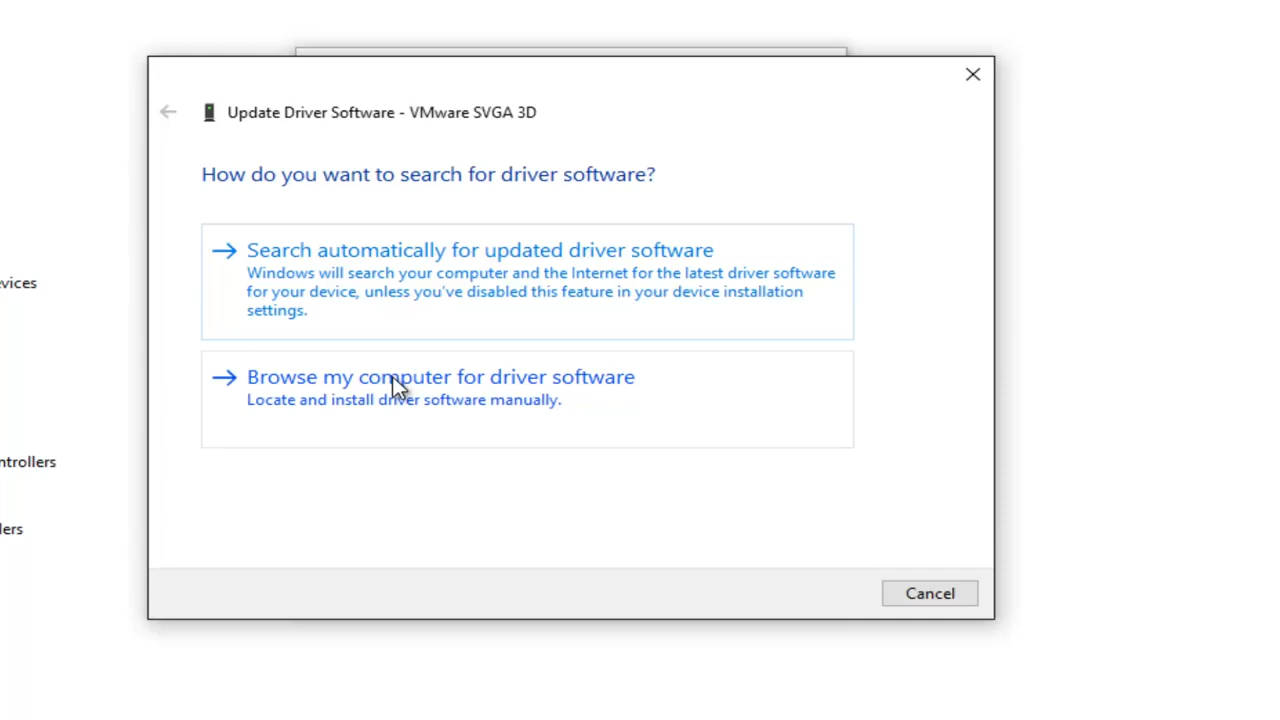 Update Driver Software - VMware SVGA 3D
How do you want to search for driver software?
Search automatically for updated driver software
Windows will search your computer and the Internet for the latest driver software
for your device, unless you've disabled this feature in your device installation
settings.
vices
Browse my computer for driver software
Locate and install driver software manually.
ntrollers
lers
Cancel